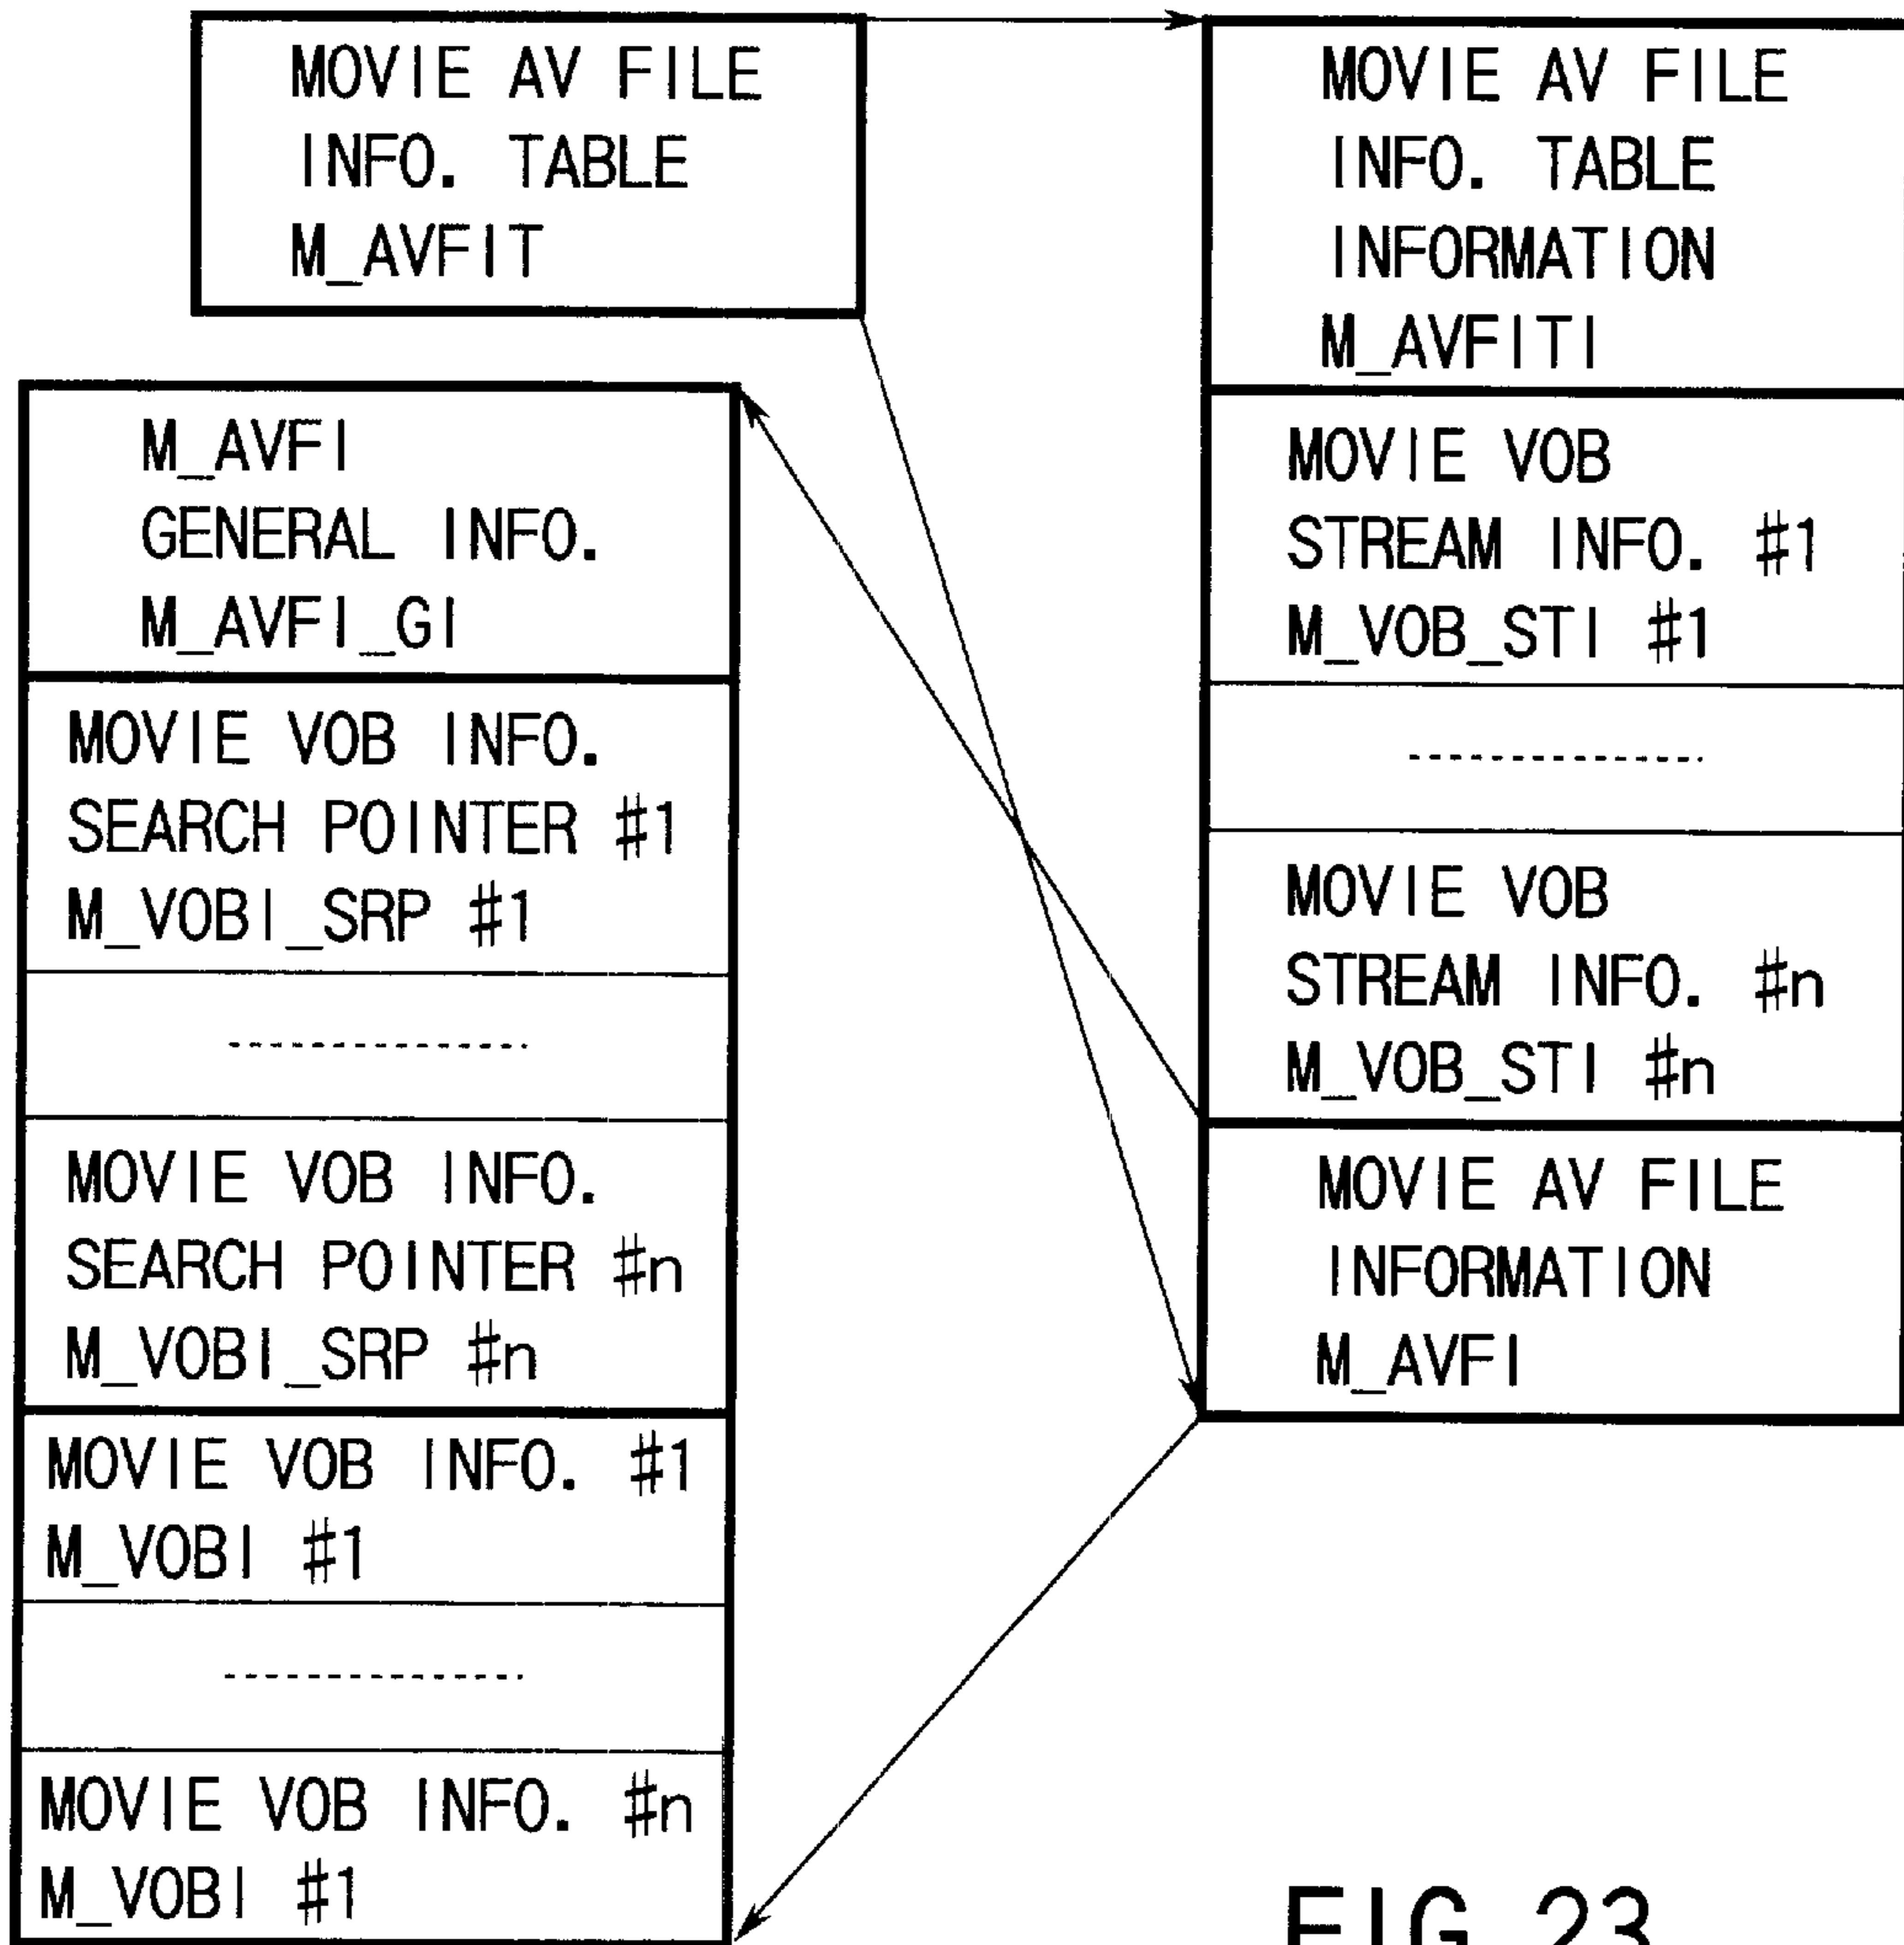 MOVIE AV FILE
INFO. TABLE
M_AVFIT
MOVIE AV FILE
INFO. TABLE
INFORMATION
M_AVFITI
MOVIE VOB
STREAM INFO. #1
M_VOB_STI #1
MOVIE VOB
STREAM INFO. #n
M_VOB_STI #n
MOVIE AV FILE
INFORMATION
M_AVFI
M_AVFI
GENERAL INFO.
M_AVFI_GI
MOVIE VOB INFO.
SEARCH POINTER #1
M_VOBI_SRP #1
MOVIE VOB INFO.
SEARCH POINTER #n
M_VOBI_SRP #n
MOVIE VOB INFO. #1
M_VOBI #1
MOVIE VOB INFO. #n
M_VOBI #1
FIG. 23